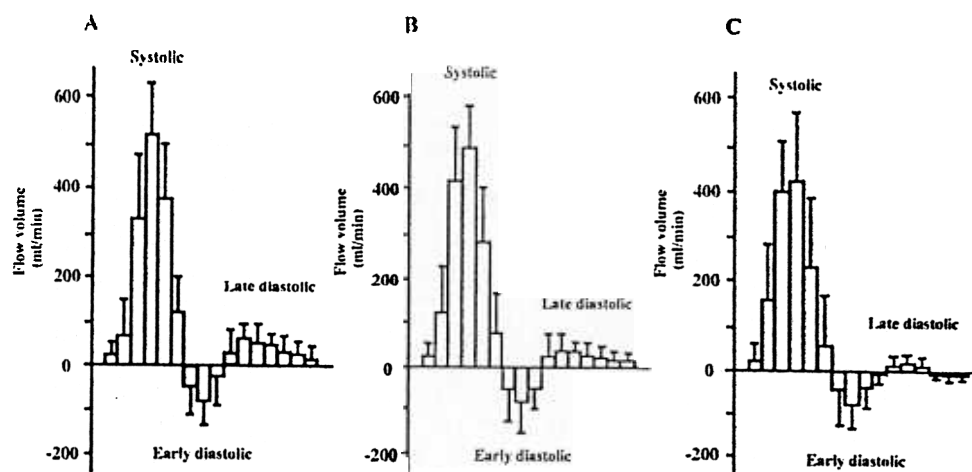 A
Systolic
600
400
200
0
-200
Flow volume
(ml/min)
Late diastolic
Early diastolic
B
Systolic
600
400
200
0
-200
Flow volume
(ml/min)
Late diastolic
Early diastolic
C
Systolic
600
400
200
0
-200
Flow volume
(ml/min)
Late diastolic
Early diastolic